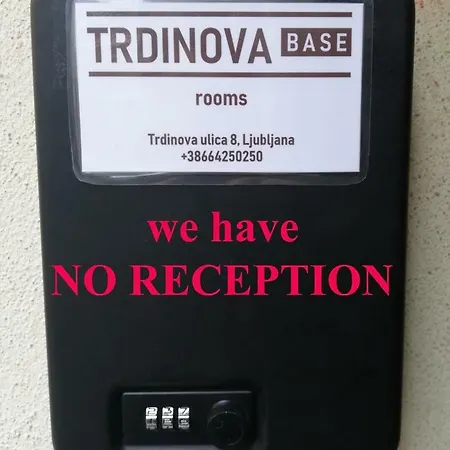 TRDINOVA BASE
rooms
Trdinova ulica 8, Ljubljana
+38664250250
we have
NO RECEPTION